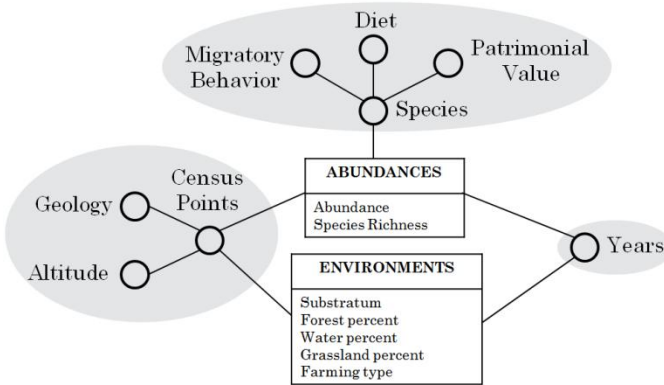 Diet
Migratory
Behavior
Patrimonial
Value
Species
Census
Points
Geology
Altitude
ABUNDANCES
Abundance
Species Richness
Years
ENVIRONMENTS
Substratum
Forest percent
Water percent
Grassland percent
Farming type